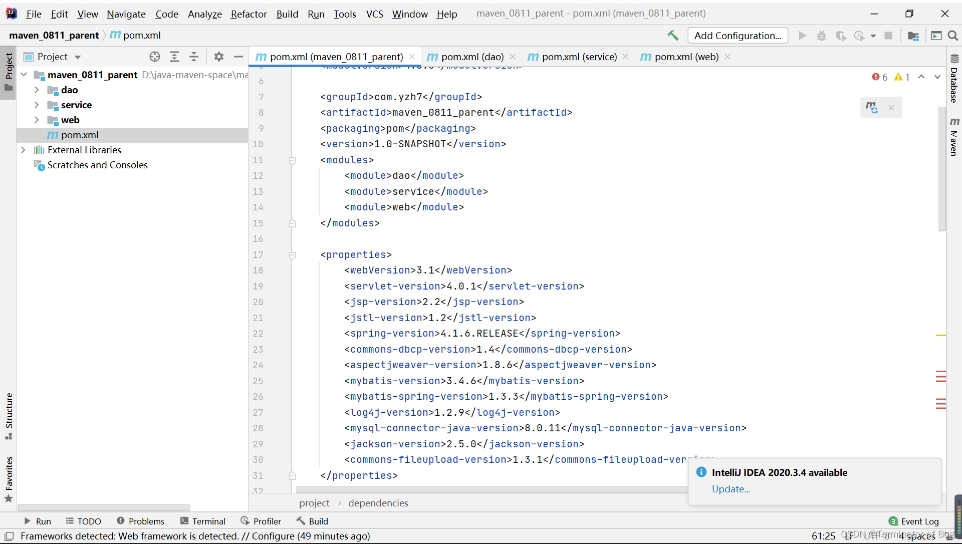 File Edit View Navigate Code Analyze Refactor Build Run Tools VCS Window Help maven_0811_parent - pom.xml (maven_0811_parent)
maven_0811_parent pom.xml Add Configuration...
Project pom.xml (maven_0811_parent) pom.xml (dao) pom.xml (service) pom.xml (web)
Project
Structure
Favorites
maven_0811_parent D:\java-maven-space\ma
dao
service
web
pom.xml
External Libraries
Scratches and Consoles
6 1
6
7 <groupId>com.yzh7</groupId>
8 <artifactId>maven_0811_parent</artifactId>
9 <packaging>pom</packaging>
10 <version>1.0-SNAPSHOT</version>
11 <modules>
12 <module>dao</module>
13 <module>service</module>
14 <module>web</module>
15 </modules>
16
17 <properties>
18 <webVersion>3.1</webVersion>
19 <servlet-version>4.0.1</servlet-version>
20 <jsp-version>2.2</jsp-version>
21 <jstl-version>1.2</jstl-version>
22 <spring-version>4.1.6.RELEASE</spring-version>
23 <commons-dbcp-version>1.4</commons-dbcp-version>
24 <aspectjweaver-version>1.8.6</aspectjweaver-version>
25 <mybatis-version>3.4.6</mybatis-version>
26 <mybatis-spring-version>1.3.3</mybatis-spring-version>
27 <log4j-version>1.2.9</log4j-version>
28 <mysql-connector-java-version>8.0.11</mysql-connector-java-version>
29 <jackson-version>2.5.0</jackson-version>
30 <commons-fileupload-version>1.3.1</commons-fileupload-
31 </properties>
32
Database
Maven
IntelliJ IDEA 2020.3.4 available
Update...
project › dependencies
Run TODO Problems Terminal Profiler Build 3 Event Log
Frameworks detected: Web framework is detected. // Configure (49 minutes ago) 61:25 LF 4 spaces